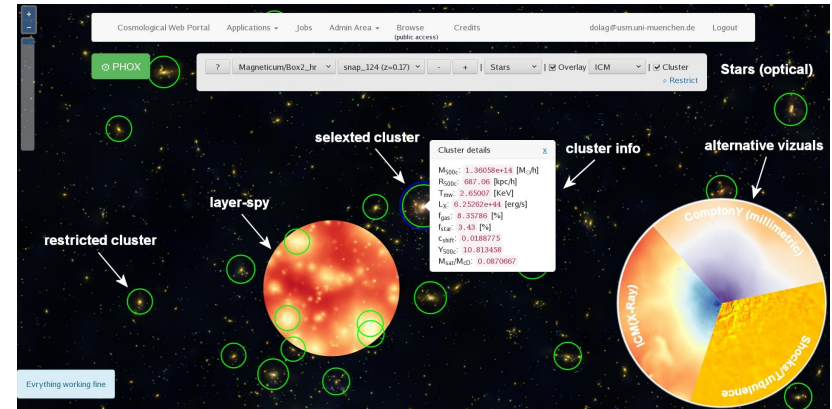 +
−
Cosmological Web Portal Applications Jobs Admin Area Browse Credits dolag@usm.uni-muenchen.de Logout
(public access)
PHOX
? Magneticum/Box2_hr snap_124 (z=0.17) - + | Stars | Overlay ICM | Cluster
Restrict
Stars (optical)
selexted cluster
cluster info
alternative vizuals
layer-spy
restricted cluster
Cluster details x
M500c: 1.36058e+14 [M⊙/h]
R500c: 687.06 [kpc/h]
Tmw: 2.65007 [KeV]
LX: 6.25262e+44 [erg/s]
fgas: 8.35786 [%]
fstar: 3.43 [%]
cshift: 0.0188775
Y500c: 10.813458
Msat/McD: 0.0870667
ComptonY (millimetric)
ICM(X-Ray)
Shocks/Turbulence
Evrything working fine